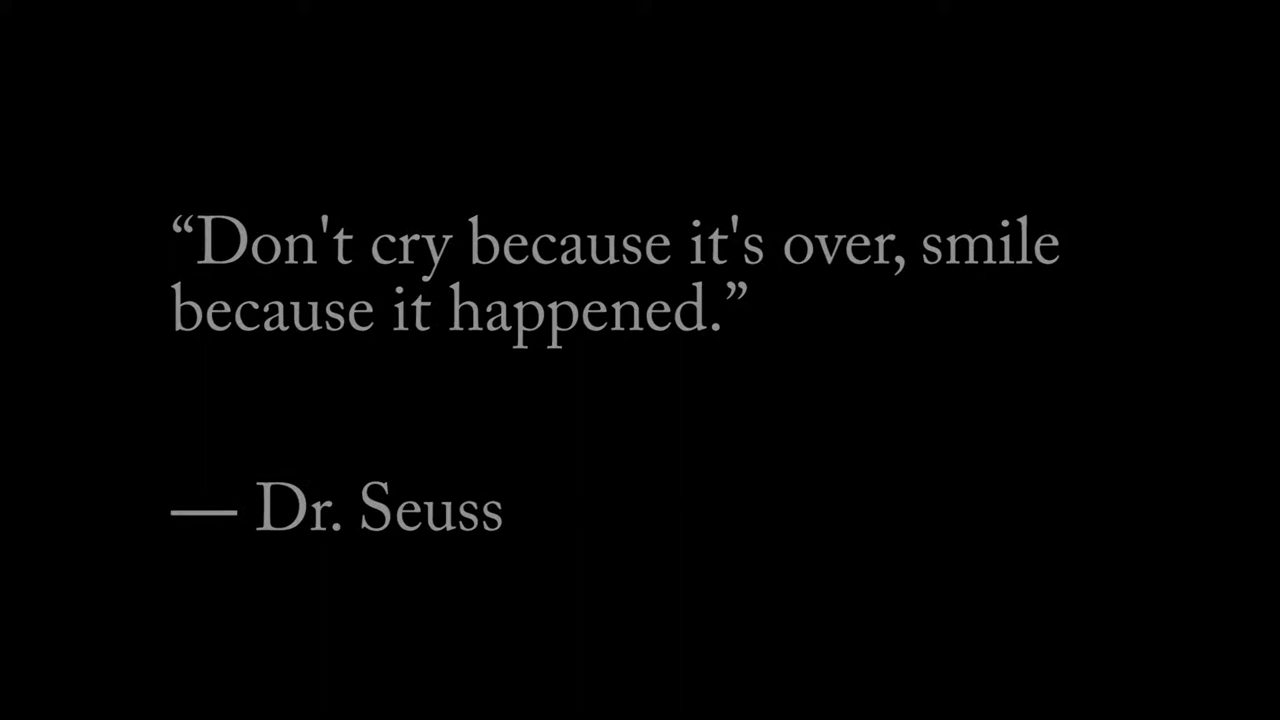 “Don't cry because it's over, smile
because it happened.”
— Dr. Seuss